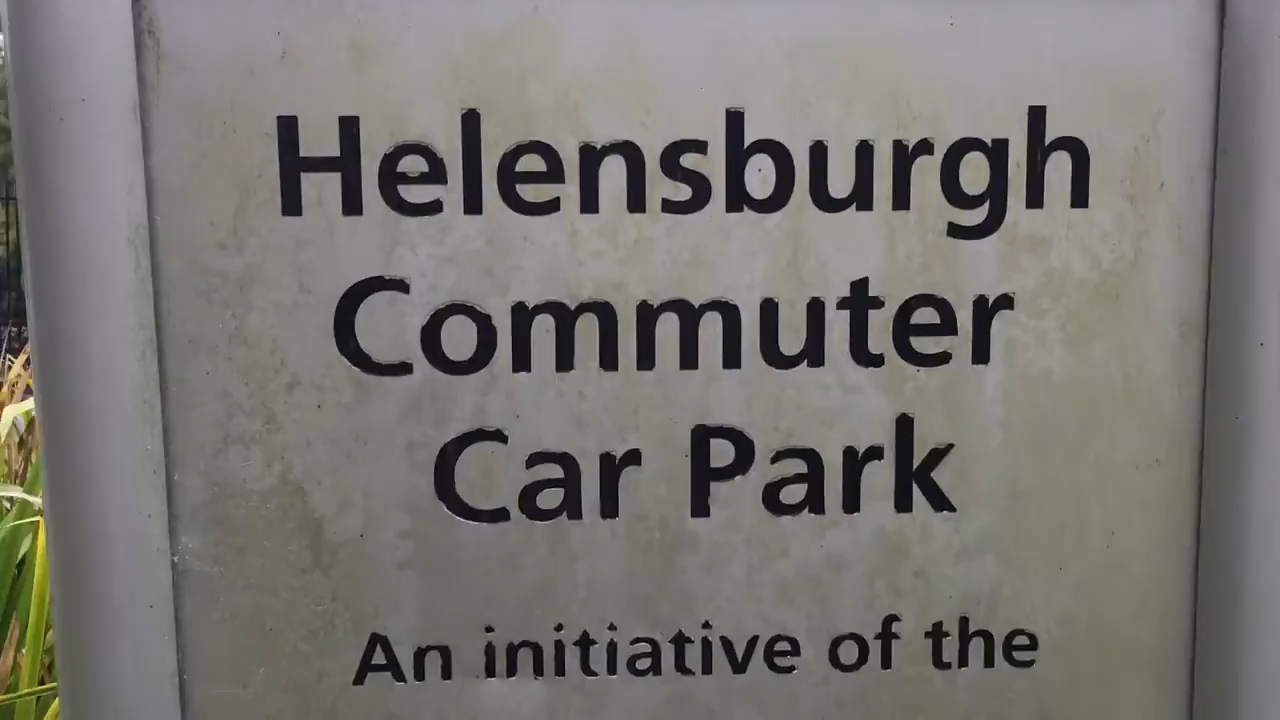 Helensburgh
Commuter
Car Park
An initiative of the